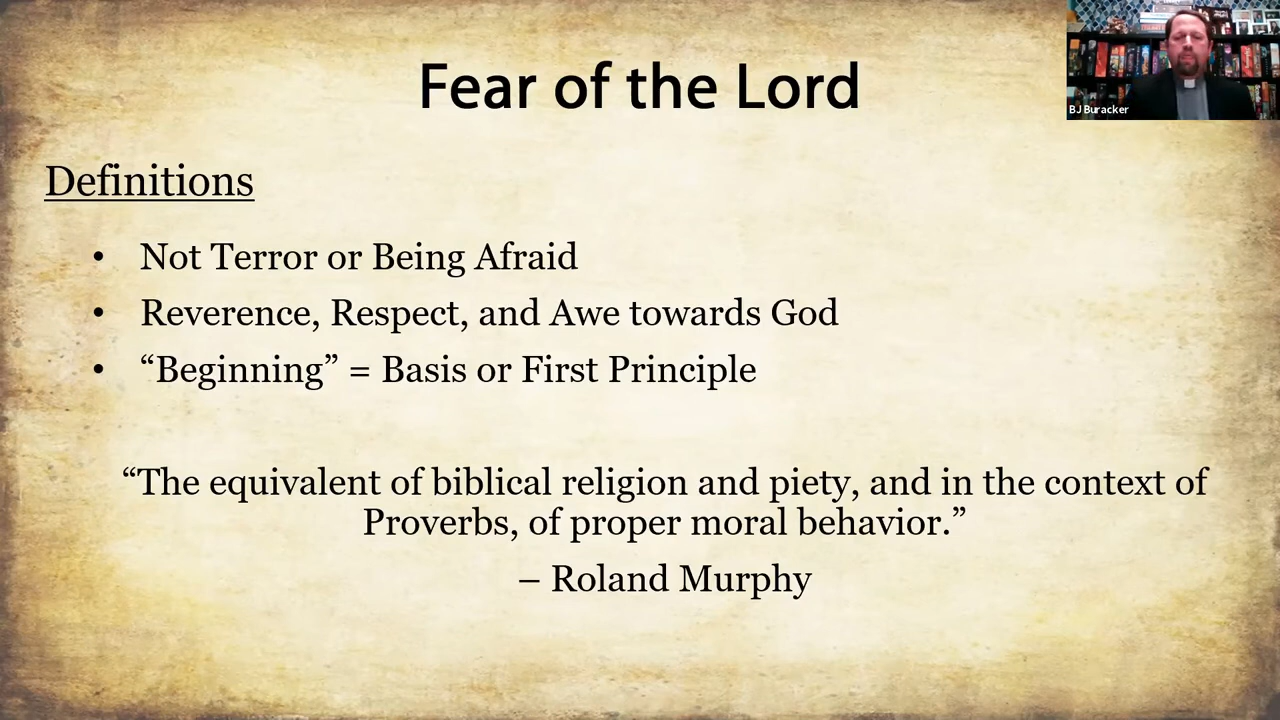 Fear of the Lord
BJ Buracker
Definitions
• Not Terror or Being Afraid
• Reverence, Respect, and Awe towards God
• “Beginning” = Basis or First Principle
“The equivalent of biblical religion and piety, and in the context of
Proverbs, of proper moral behavior.”
– Roland Murphy